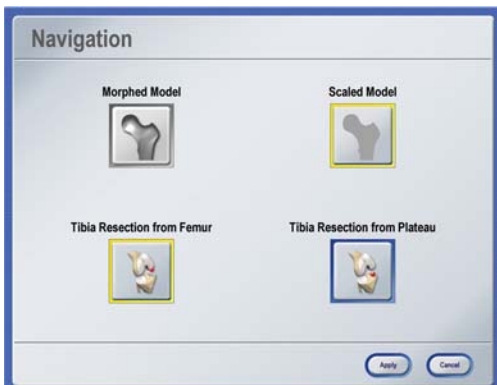 Navigation
Morphed Model
Scaled Model
Tibia Resection from Femur
Tibia Resection from Plateau
Apply
Cancel